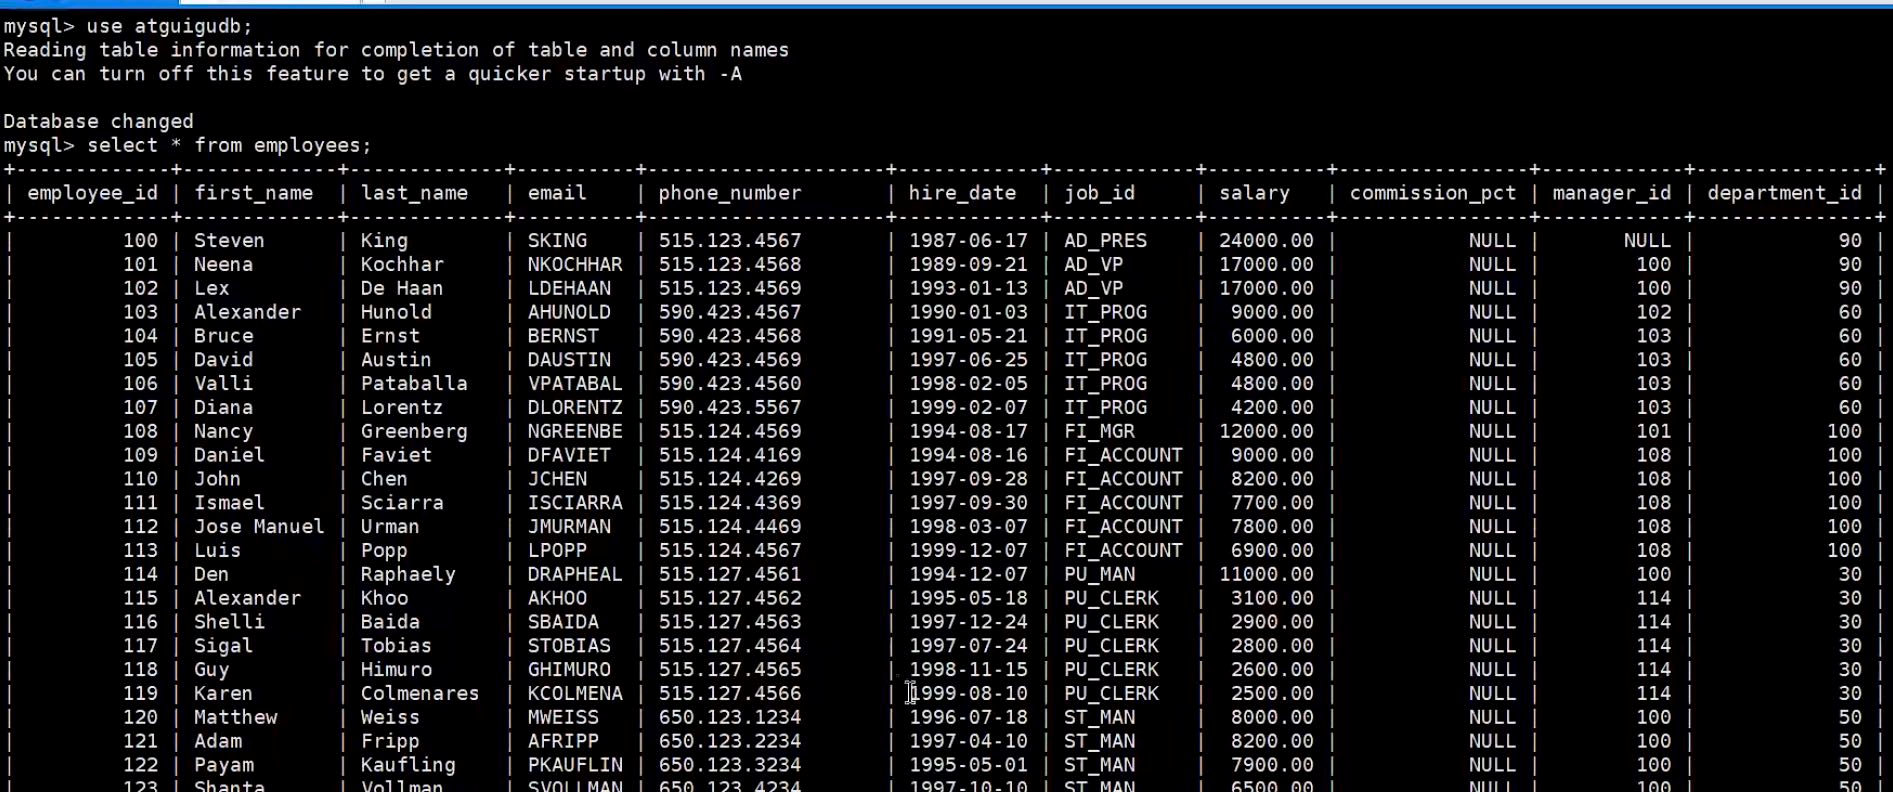 mysql> use atguigudb;
Reading table information for completion of table and column names
You can turn off this feature to get a quicker startup with -A
Database changed
mysql> select * from employees;
+-------------+-------------+-------------+----------+--------------------+------------+------------+----------+----------------+------------+---------------+
| employee_id | first_name | last_name | email | phone_number | hire_date | job_id | salary | commission_pct | manager_id | department_id |
+-------------+-------------+-------------+----------+--------------------+------------+------------+----------+----------------+------------+---------------+
| 100 | Steven | King | SKING | 515.123.4567 | 1987-06-17 | AD_PRES | 24000.00 | NULL | NULL | 90 |
| 101 | Neena | Kochhar | NKOCHHAR | 515.123.4568 | 1989-09-21 | AD_VP | 17000.00 | NULL | 100 | 90 |
| 102 | Lex | De Haan | LDEHAAN | 515.123.4569 | 1993-01-13 | AD_VP | 17000.00 | NULL | 100 | 90 |
| 103 | Alexander | Hunold | AHUNOLD | 590.423.4567 | 1990-01-03 | IT_PROG | 9000.00 | NULL | 102 | 60 |
| 104 | Bruce | Ernst | BERNST | 590.423.4568 | 1991-05-21 | IT_PROG | 6000.00 | NULL | 103 | 60 |
| 105 | David | Austin | DAUSTIN | 590.423.4569 | 1997-06-25 | IT_PROG | 4800.00 | NULL | 103 | 60 |
| 106 | Valli | Pataballa | VPATABAL | 590.423.4560 | 1998-02-05 | IT_PROG | 4800.00 | NULL | 103 | 60 |
| 107 | Diana | Lorentz | DLORENTZ | 590.423.5567 | 1999-02-07 | IT_PROG | 4200.00 | NULL | 103 | 60 |
| 108 | Nancy | Greenberg | NGREENBE | 515.124.4569 | 1994-08-17 | FI_MGR | 12000.00 | NULL | 101 | 100 |
| 109 | Daniel | Faviet | DFAVIET | 515.124.4169 | 1994-08-16 | FI_ACCOUNT | 9000.00 | NULL | 108 | 100 |
| 110 | John | Chen | JCHEN | 515.124.4269 | 1997-09-28 | FI_ACCOUNT | 8200.00 | NULL | 108 | 100 |
| 111 | Ismael | Sciarra | ISCIARRA | 515.124.4369 | 1997-09-30 | FI_ACCOUNT | 7700.00 | NULL | 108 | 100 |
| 112 | Jose Manuel | Urman | JMURMAN | 515.124.4469 | 1998-03-07 | FI_ACCOUNT | 7800.00 | NULL | 108 | 100 |
| 113 | Luis | Popp | LPOPP | 515.124.4567 | 1999-12-07 | FI_ACCOUNT | 6900.00 | NULL | 108 | 100 |
| 114 | Den | Raphaely | DRAPHEAL | 515.127.4561 | 1994-12-07 | PU_MAN | 11000.00 | NULL | 100 | 30 |
| 115 | Alexander | Khoo | AKHOO | 515.127.4562 | 1995-05-18 | PU_CLERK | 3100.00 | NULL | 114 | 30 |
| 116 | Shelli | Baida | SBAIDA | 515.127.4563 | 1997-12-24 | PU_CLERK | 2900.00 | NULL | 114 | 30 |
| 117 | Sigal | Tobias | STOBIAS | 515.127.4564 | 1997-07-24 | PU_CLERK | 2800.00 | NULL | 114 | 30 |
| 118 | Guy | Himuro | GHIMURO | 515.127.4565 | 1998-11-15 | PU_CLERK | 2600.00 | NULL | 114 | 30 |
| 119 | Karen | Colmenares | KCOLMENA | 515.127.4566 | 1999-08-10 | PU_CLERK | 2500.00 | NULL | 114 | 30 |
| 120 | Matthew | Weiss | MWEISS | 650.123.1234 | 1996-07-18 | ST_MAN | 8000.00 | NULL | 100 | 50 |
| 121 | Adam | Fripp | AFRIPP | 650.123.2234 | 1997-04-10 | ST_MAN | 8200.00 | NULL | 100 | 50 |
| 122 | Payam | Kaufling | PKAUFLIN | 650.123.3234 | 1995-05-01 | ST_MAN | 7900.00 | NULL | 100 | 50 |
| 123 | Shanta | Vollman | SVOLLMAN | 650.123.4234 | 1997-10-10 | ST_MAN | 6500.00 | NULL | 100 | 50 |